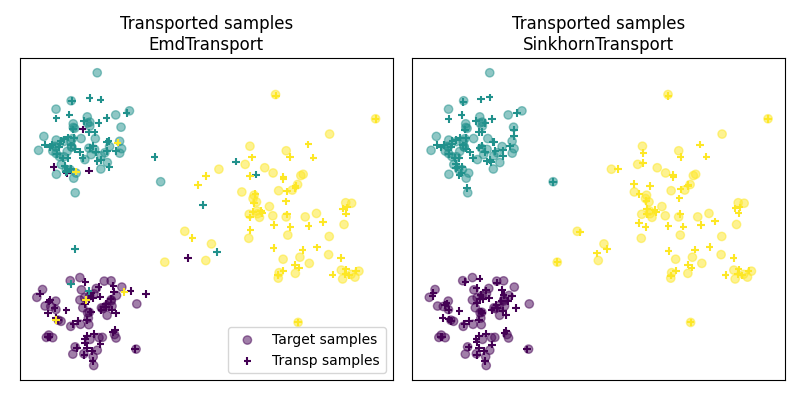 Transported samples
EmdTransport
Transported samples
SinkhornTransport
Target samples
Transp samples